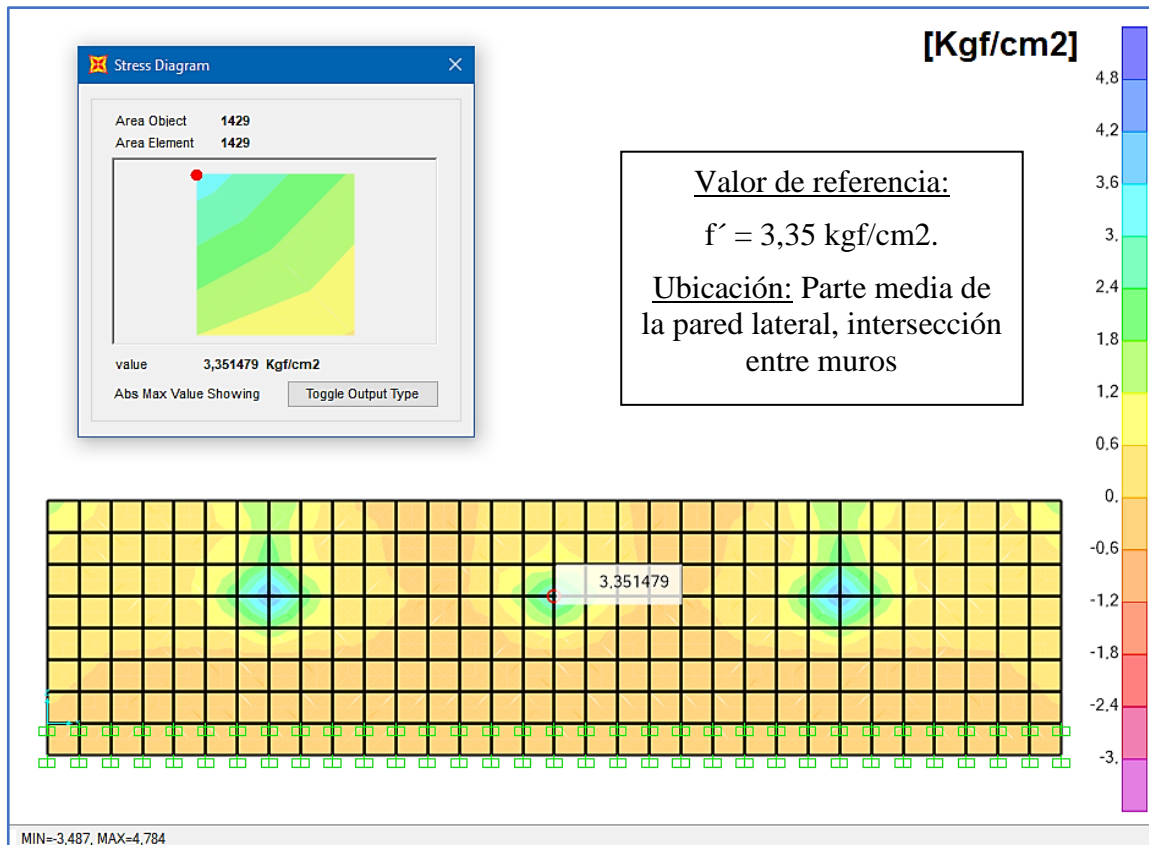 Stress Diagram
Area Object 1429
Area Element 1429
value 3,351479 Kgf/cm2
Abs Max Value Showing Toggle Output Type
Valor de referencia:
f´ = 3,35 kgf/cm2.
Ubicación: Parte media de
la pared lateral, intersección
entre muros
[Kgf/cm2]
4,8
4,2
3,6
3,
2,4
1,8
1,2
0,6
0,
-0,6
-1,2
-1,8
-2,4
-3,
3,351479
MIN=-3,487, MAX=4,784